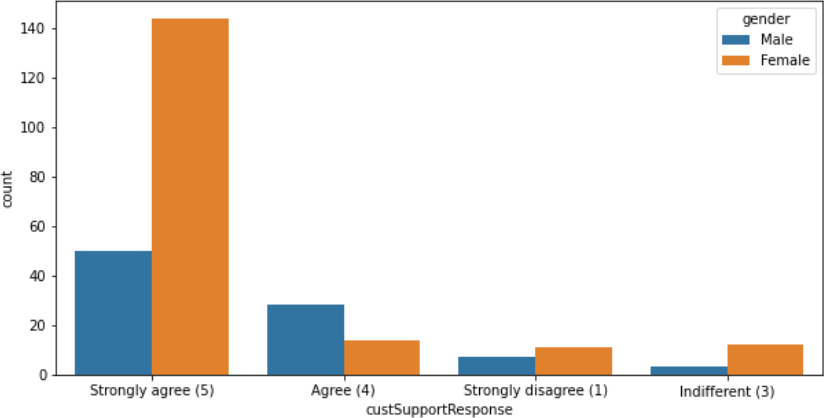 gender
Male
Female
count
140
120
100
80
60
40
20
0
Strongly agree (5) Agree (4) Strongly disagree (1) Indifferent (3)
custSupportResponse